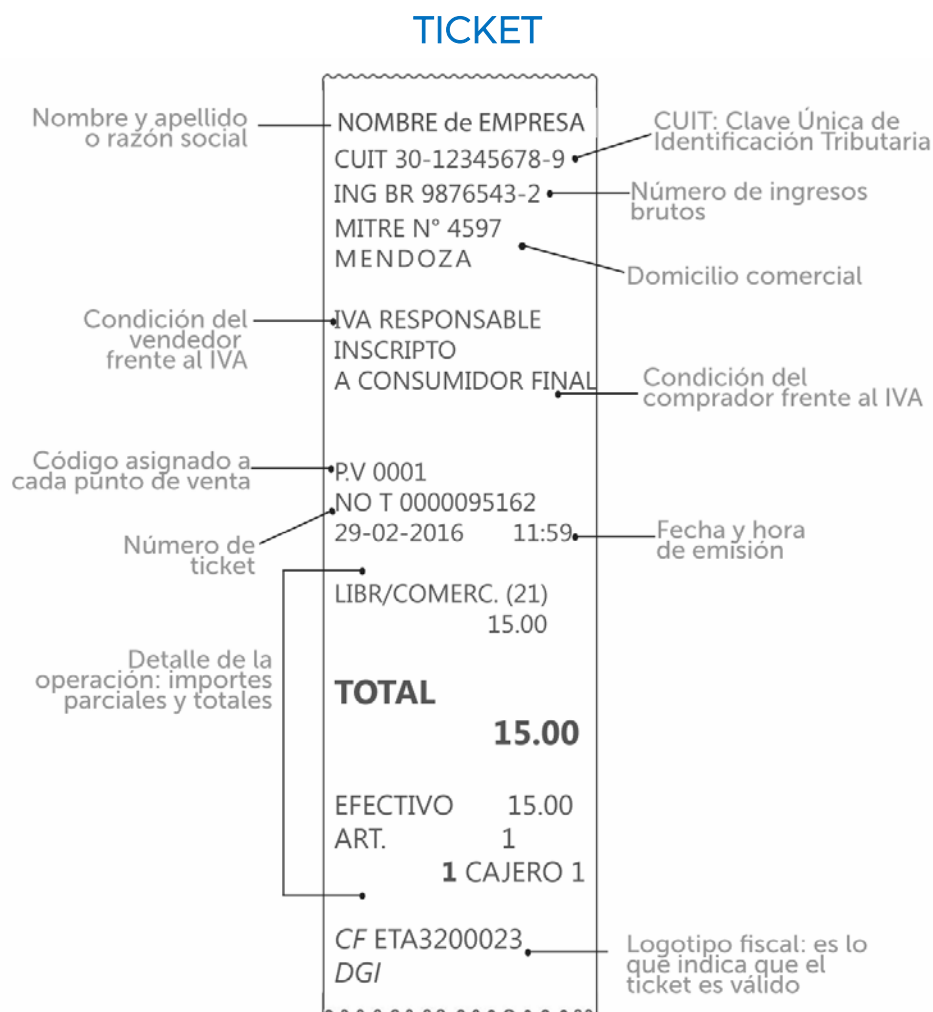 TICKET
Nombre y apellido
o razón social
NOMBRE de EMPRESA
CUIT: Clave Única de
Identificación Tributaria
CUIT 30-12345678-9
ING BR 9876543-2
Número de ingresos
brutos
MITRE N° 4597
MENDOZA
Domicilio comercial
Condición del
vendedor
frente al IVA
IVA RESPONSABLE
INSCRIPTO
A CONSUMIDOR FINAL
Condición del
comprador frente al IVA
Código asignado a
cada punto de venta
P.V 0001
NO T 0000095162
29-02-2016 11:59
Número de
ticket
Fecha y hora
de emisión
LIBR/COMERC. (21)
15.00
Detalle de la
operación: importes
parciales y totales
TOTAL
15.00
EFECTIVO 15.00
ART. 1
1 CAJERO 1
CF ETA3200023
DGI
Logotipo fiscal: es lo
que indica que el
ticket es válido